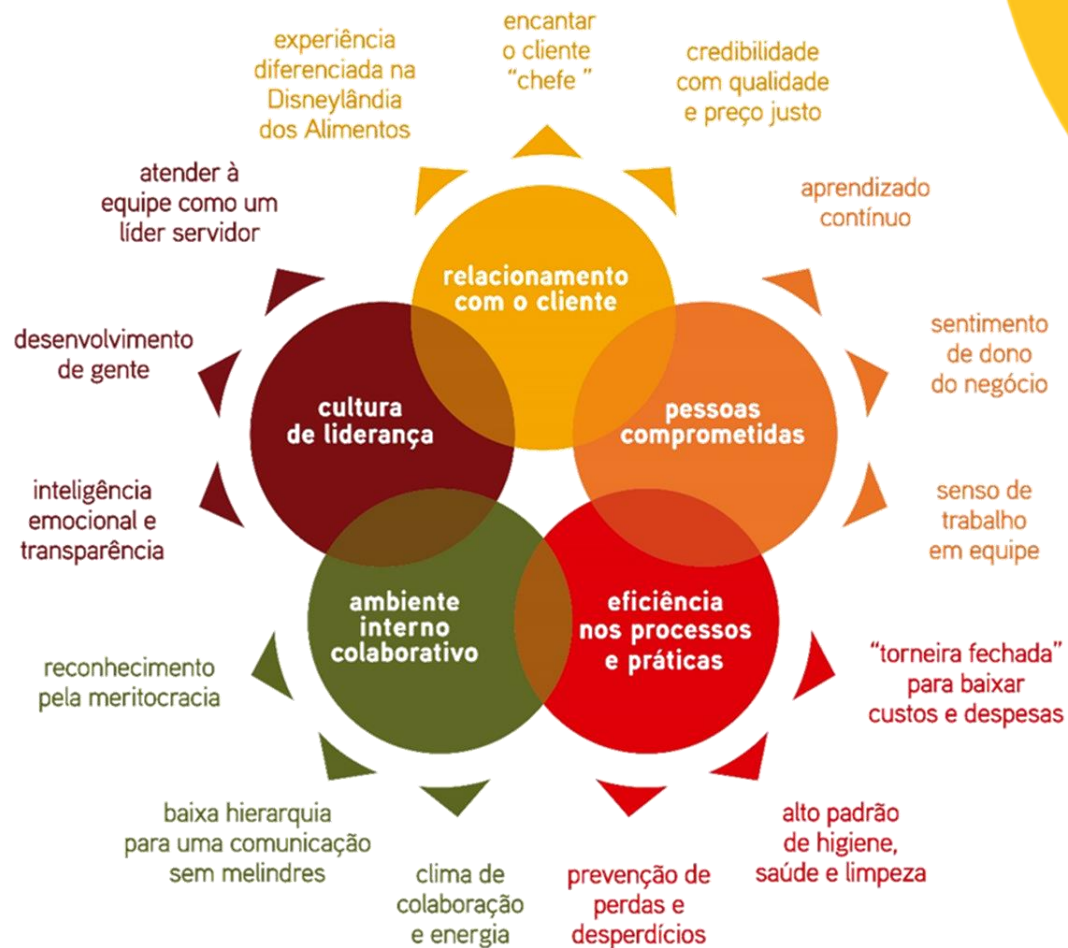 encantar
o cliente
“chefe ”
experiência
diferenciada na
Disneylândia
dos Alimentos
credibilidade
com qualidade
e preço justo
atender à
equipe como um
líder servidor
aprendizado
contínuo
relacionamento
com o cliente
desenvolvimento
de gente
sentimento
de dono
do negócio
cultura
de liderança
pessoas
comprometidas
inteligência
emocional e
transparência
senso de
trabalho
em equipe
ambiente
interno
colaborativo
eficiência
nos processos
e práticas
reconhecimento
pela meritocracia
“torneira fechada”
para baixar
custos e despesas
baixa hierarquia
para uma comunicação
sem melindres
alto padrão
de higiene,
saúde e limpeza
clima de
colaboração
e energia
prevenção de
perdas e
desperdícios